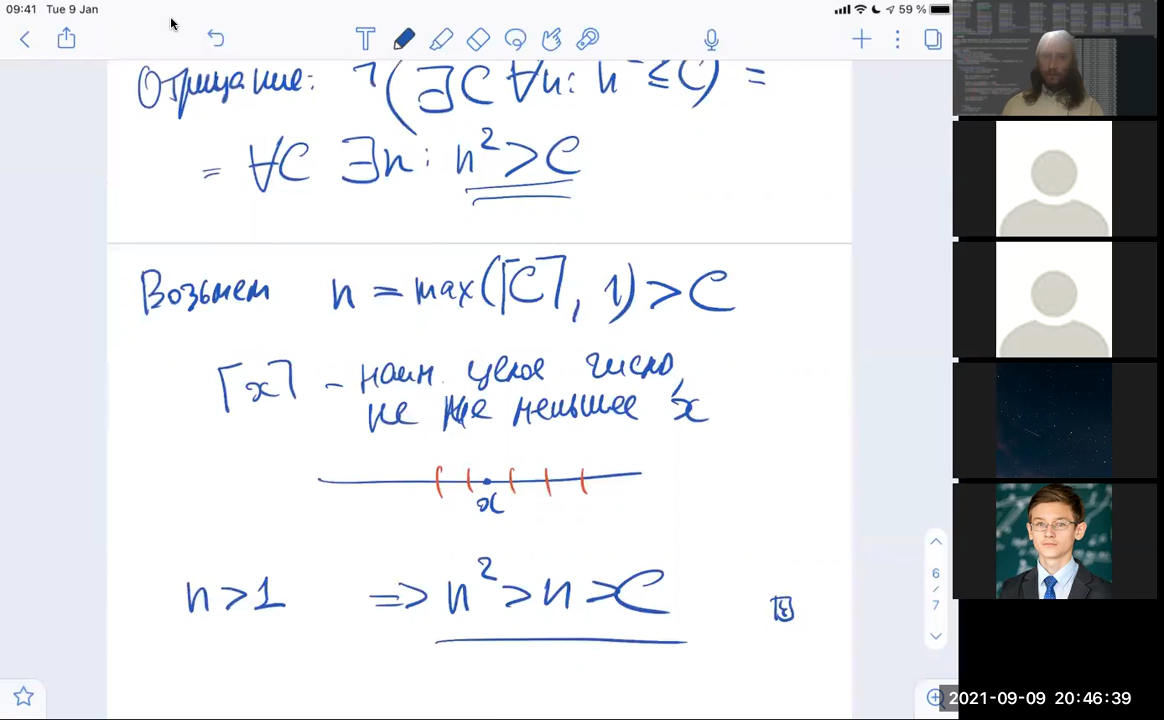 09:41 Tue 9 Jan
59 %
Отрицание: ¬(∃C ∀n: n² ≤ C) =
= ∀C ∃n: n² > C
Возьмем n = max(⌈C⌉, 1) > C
⌈x⌉ - наим. целое число,
не меньшее x
x
n > 1 => n² > n > C
6
/
7
2021-09-09 20:46:39